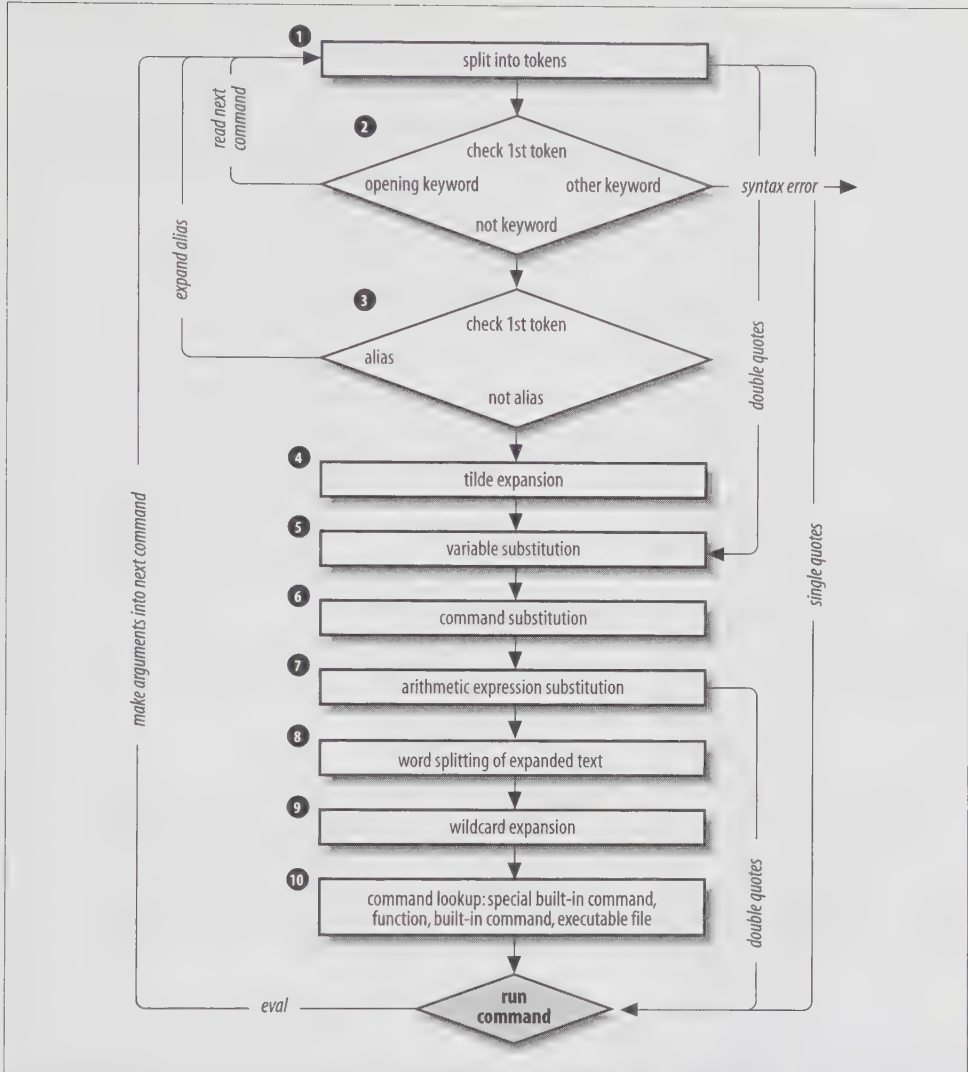 1
split into tokens
read next
command
2
check 1st token
opening keyword
other keyword
syntax error
not keyword
expand alias
3
check 1st token
alias
not alias
double quotes
4
tilde expansion
5
variable substitution
6
command substitution
single quotes
make arguments into next command
7
arithmetic expression substitution
8
word splitting of expanded text
9
wildcard expansion
10
command lookup: special built-in command,
function, built-in command, executable file
double quotes
run
command
eval